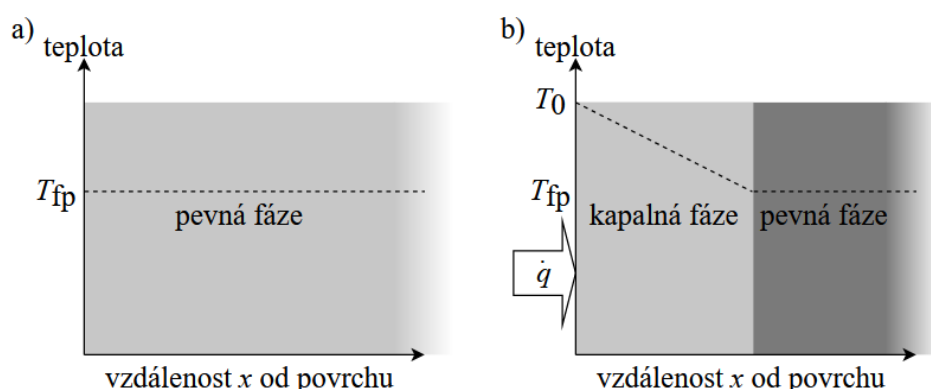 a)
teplota
T_fp
pevná fáze
vzdálenost x od povrchu
b)
teplota
T_0
T_fp
kapalná fáze
pevná fáze
q̇
vzdálenost x od povrchu